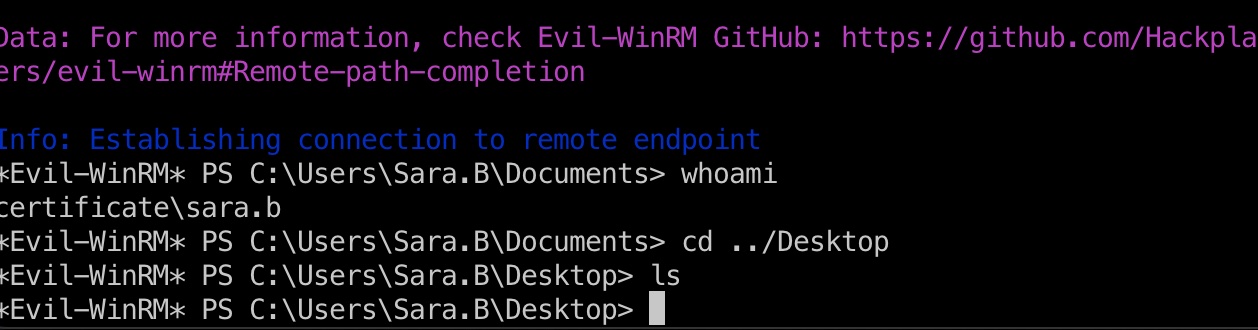 Data: For more information, check Evil-WinRM GitHub: https://github.com/Hackpla
ers/evil-winrm#Remote-path-completion
Info: Establishing connection to remote endpoint
*Evil-WinRM* PS C:\Users\Sara.B\Documents> whoami
certificate\sara.b
*Evil-WinRM* PS C:\Users\Sara.B\Documents> cd ../Desktop
*Evil-WinRM* PS C:\Users\Sara.B\Desktop> ls
*Evil-WinRM* PS C:\Users\Sara.B\Desktop>